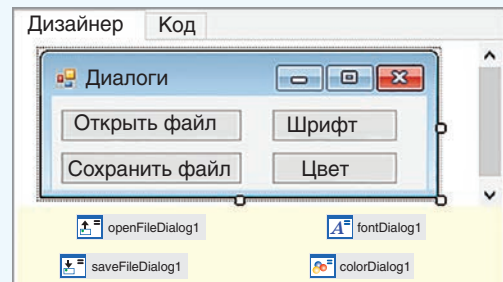 Дизайнер Код
Диалоги
Открыть файл Шрифт
Сохранить файл Цвет
openFileDialog1 fontDialog1
saveFileDialog1 colorDialog1